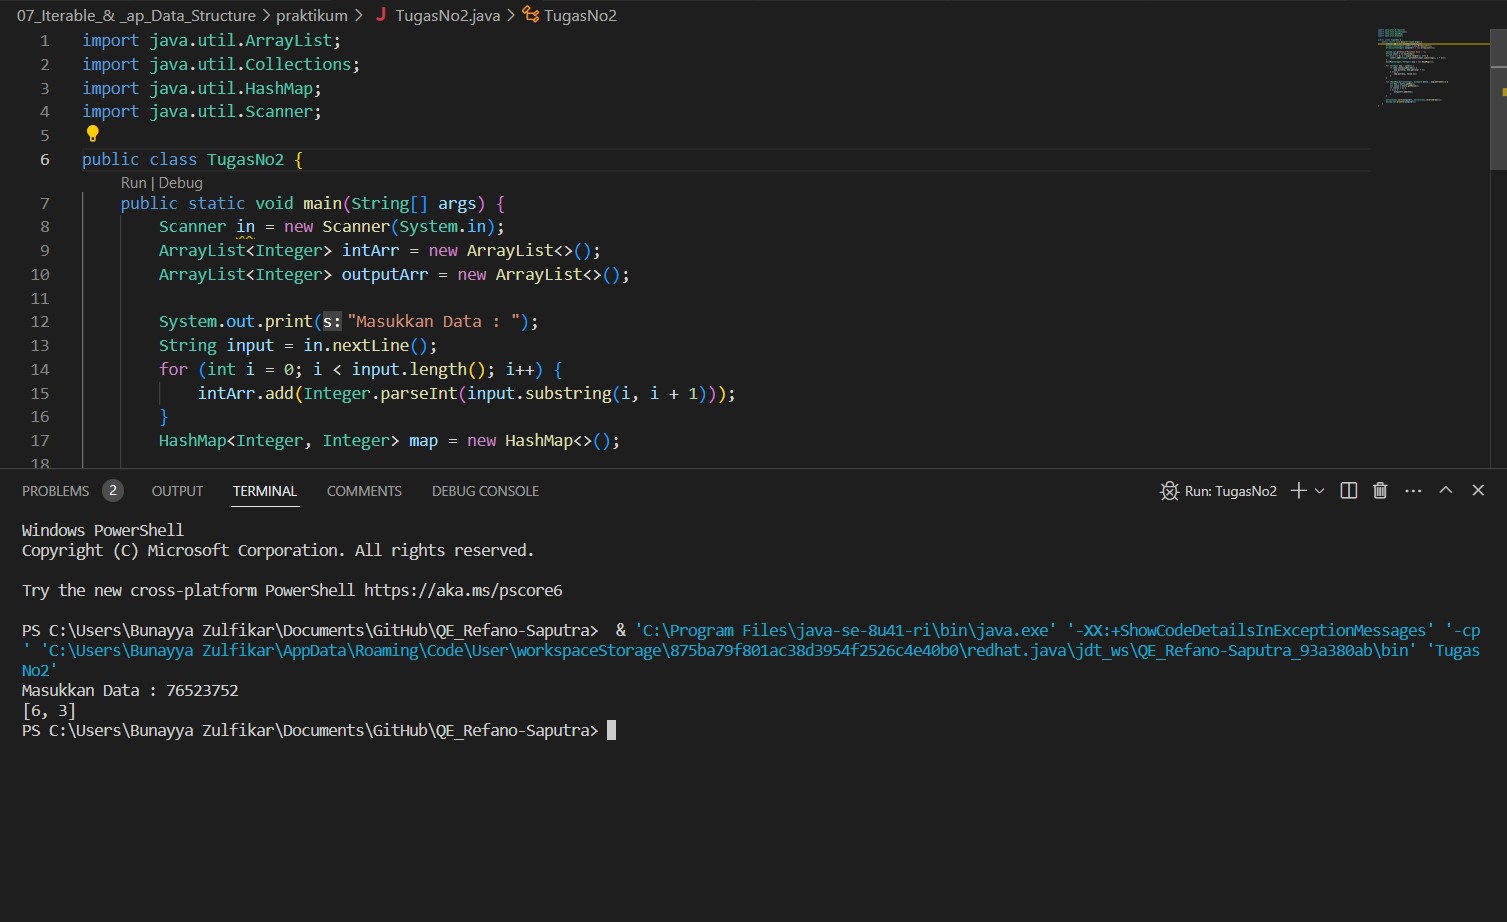 07_Iterable_& _ap_Data_Structure > praktikum > J TugasNo2.java > TugasNo2
1 import java.util.ArrayList;
2 import java.util.Collections;
3 import java.util.HashMap;
4 import java.util.Scanner;
5
6 public class TugasNo2 {
Run | Debug
7 public static void main(String[] args) {
8 Scanner in = new Scanner(System.in);
9 ArrayList<Integer> intArr = new ArrayList<>();
10 ArrayList<Integer> outputArr = new ArrayList<>();
11
12 System.out.print(s: "Masukkan Data : ");
13 String input = in.nextLine();
14 for (int i = 0; i < input.length(); i++) {
15 intArr.add(Integer.parseInt(input.substring(i, i + 1)));
16 }
17 HashMap<Integer, Integer> map = new HashMap<>();
18
PROBLEMS 2 OUTPUT TERMINAL COMMENTS DEBUG CONSOLE Run: TugasNo2
Windows PowerShell
Copyright (C) Microsoft Corporation. All rights reserved.
Try the new cross-platform PowerShell https://aka.ms/pscore6
PS C:\Users\Bunayya Zulfikar\Documents\GitHub\QE_Refano-Saputra>  & 'C:\Program Files\java-se-8u41-ri\bin\java.exe' '-XX:+ShowCodeDetailsInExceptionMessages' '-cp
' 'C:\Users\Bunayya Zulfikar\AppData\Roaming\Code\User\workspaceStorage\875ba79f801ac38d3954f2526c4e40b0\redhat.java\jdt_ws\QE_Refano-Saputra_93a380ab\bin' 'Tugas
No2'
Masukkan Data : 76523752
[6, 3]
PS C:\Users\Bunayya Zulfikar\Documents\GitHub\QE_Refano-Saputra>